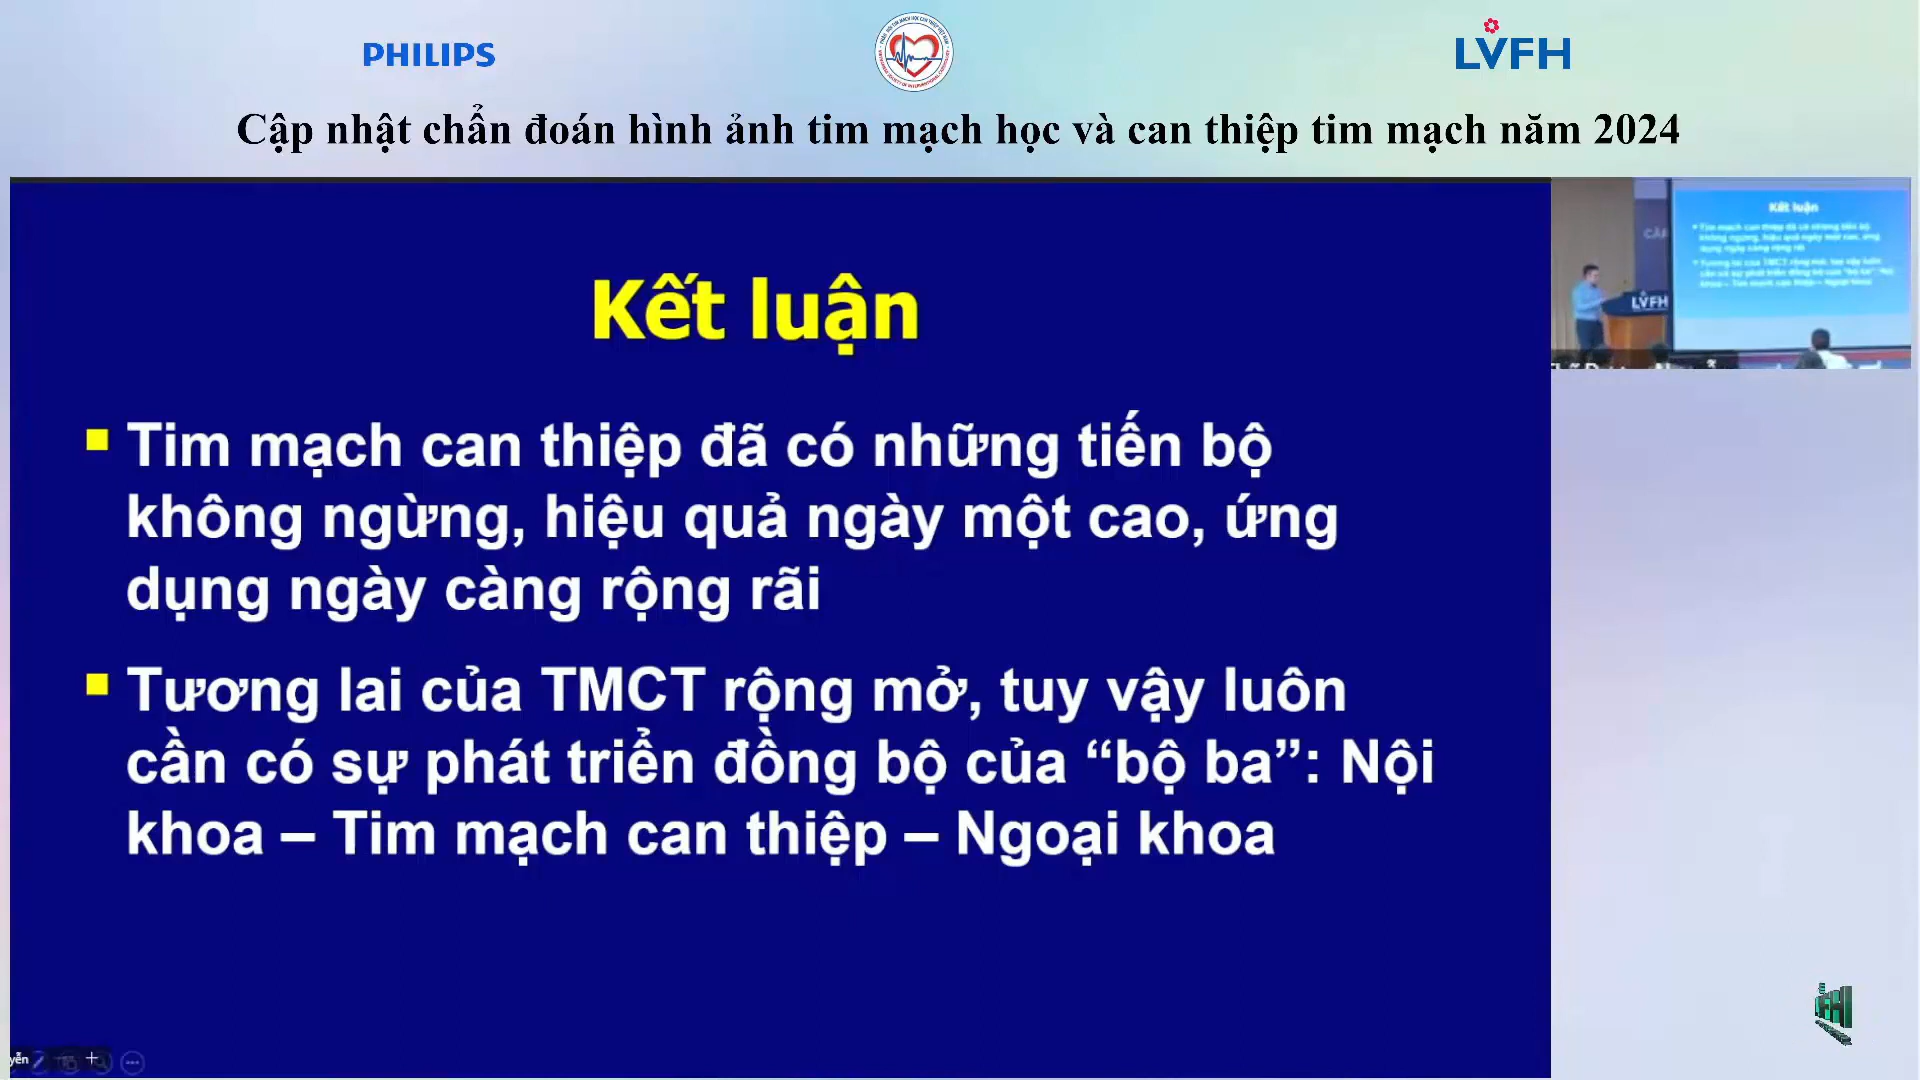 PHILIPS
LVFH
Cập nhật chẩn đoán hình ảnh tim mạch học và can thiệp tim mạch năm 2024
Kết luận
Tim mạch can thiệp đã có những tiến bộ
không ngừng, hiệu quả ngày một cao, ứng
dụng ngày càng rộng rãi
Tương lai của TMCT rộng mở, tuy vậy luôn
cần có sự phát triển đồng bộ của “bộ ba”: Nội
khoa – Tim mạch can thiệp – Ngoại khoa
Kết luận
LVFH